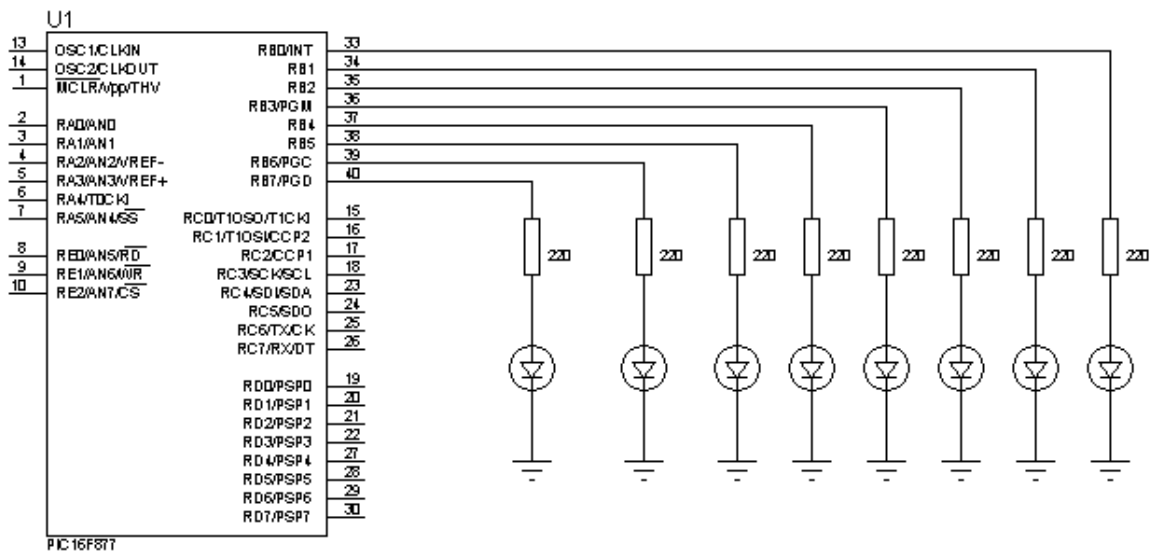 U1
13 OSC1/CLKIN
14 OSC2/CLKOUT
1 MCLR/Vpp/THV
2 RA0/AN0
3 RA1/AN1
4 RA2/AN2/VREF-
5 RA3/AN3/VREF+
6 RA4/T0CKI
7 RA5/AN4/SS
8 RE0/AN5/RD
9 RE1/AN6/WR
10 RE2/AN7/CS
RB0/INT 33
RB1 34
RB2 35
RB3/PGM 36
RB4 37
RB5 38
RB6/PGC 39
RB7/PGD 40
RC0/T1OSO/T1CKI 15
RC1/T1OSI/CCP2 16
RC2/CCP1 17
RC3/SCK/SCL 18
RC4/SDI/SDA 23
RC5/SDO 24
RC6/TX/CK 25
RC7/RX/DT 26
RD0/PSP0 19
RD1/PSP1 20
RD2/PSP2 21
RD3/PSP3 22
RD4/PSP4 27
RD5/PSP5 28
RD6/PSP6 29
RD7/PSP7 30
PIC16F877
220 220 220 220 220 220 220 220